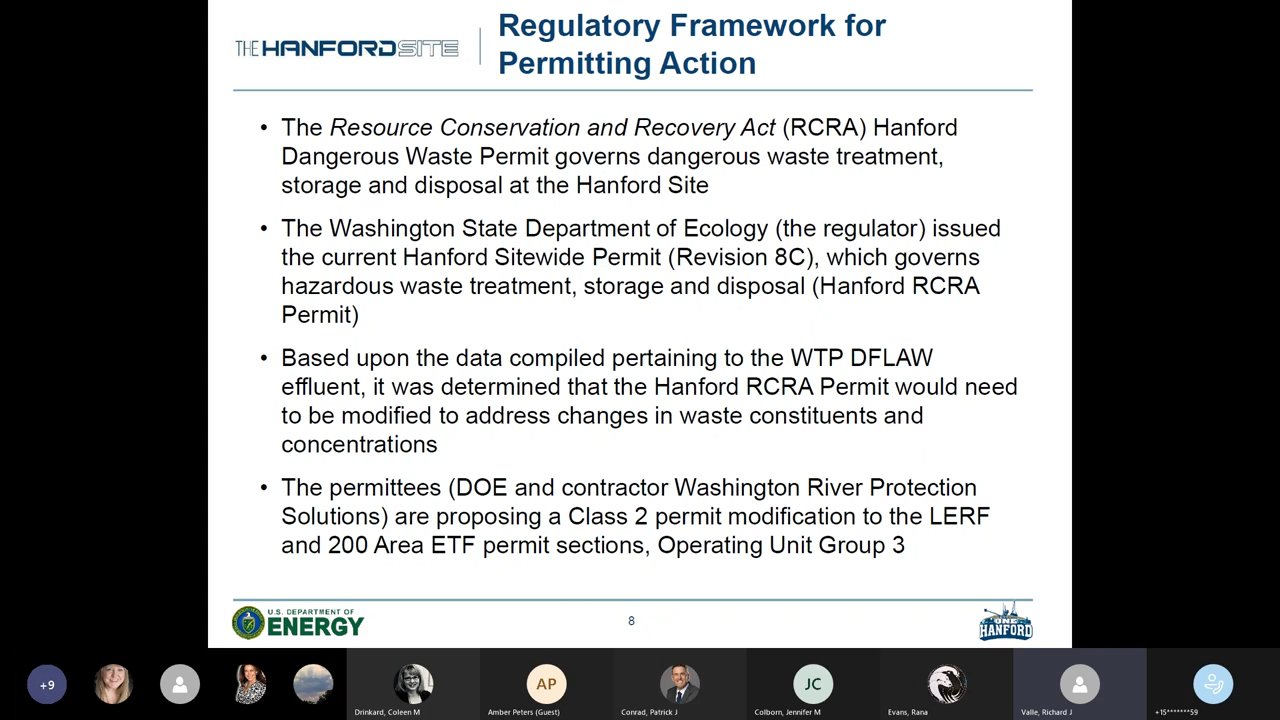 THE HANFORD SITE
Regulatory Framework for
Permitting Action
• The Resource Conservation and Recovery Act (RCRA) Hanford
Dangerous Waste Permit governs dangerous waste treatment,
storage and disposal at the Hanford Site
• The Washington State Department of Ecology (the regulator) issued
the current Hanford Sitewide Permit (Revision 8C), which governs
hazardous waste treatment, storage and disposal (Hanford RCRA
Permit)
• Based upon the data compiled pertaining to the WTP DFLAW
effluent, it was determined that the Hanford RCRA Permit would need
to be modified to address changes in waste constituents and
concentrations
• The permittees (DOE and contractor Washington River Protection
Solutions) are proposing a Class 2 permit modification to the LERF
and 200 Area ETF permit sections, Operating Unit Group 3
U.S. DEPARTMENT OF
ENERGY
8
ONE
HANFORD
+9
AP
JC
Drinkard, Coleen M
Amber Peters (Guest)
Conrad, Patrick J
Colborn, Jennifer M
Evans, Rana
Valle, Richard J
+15*******59